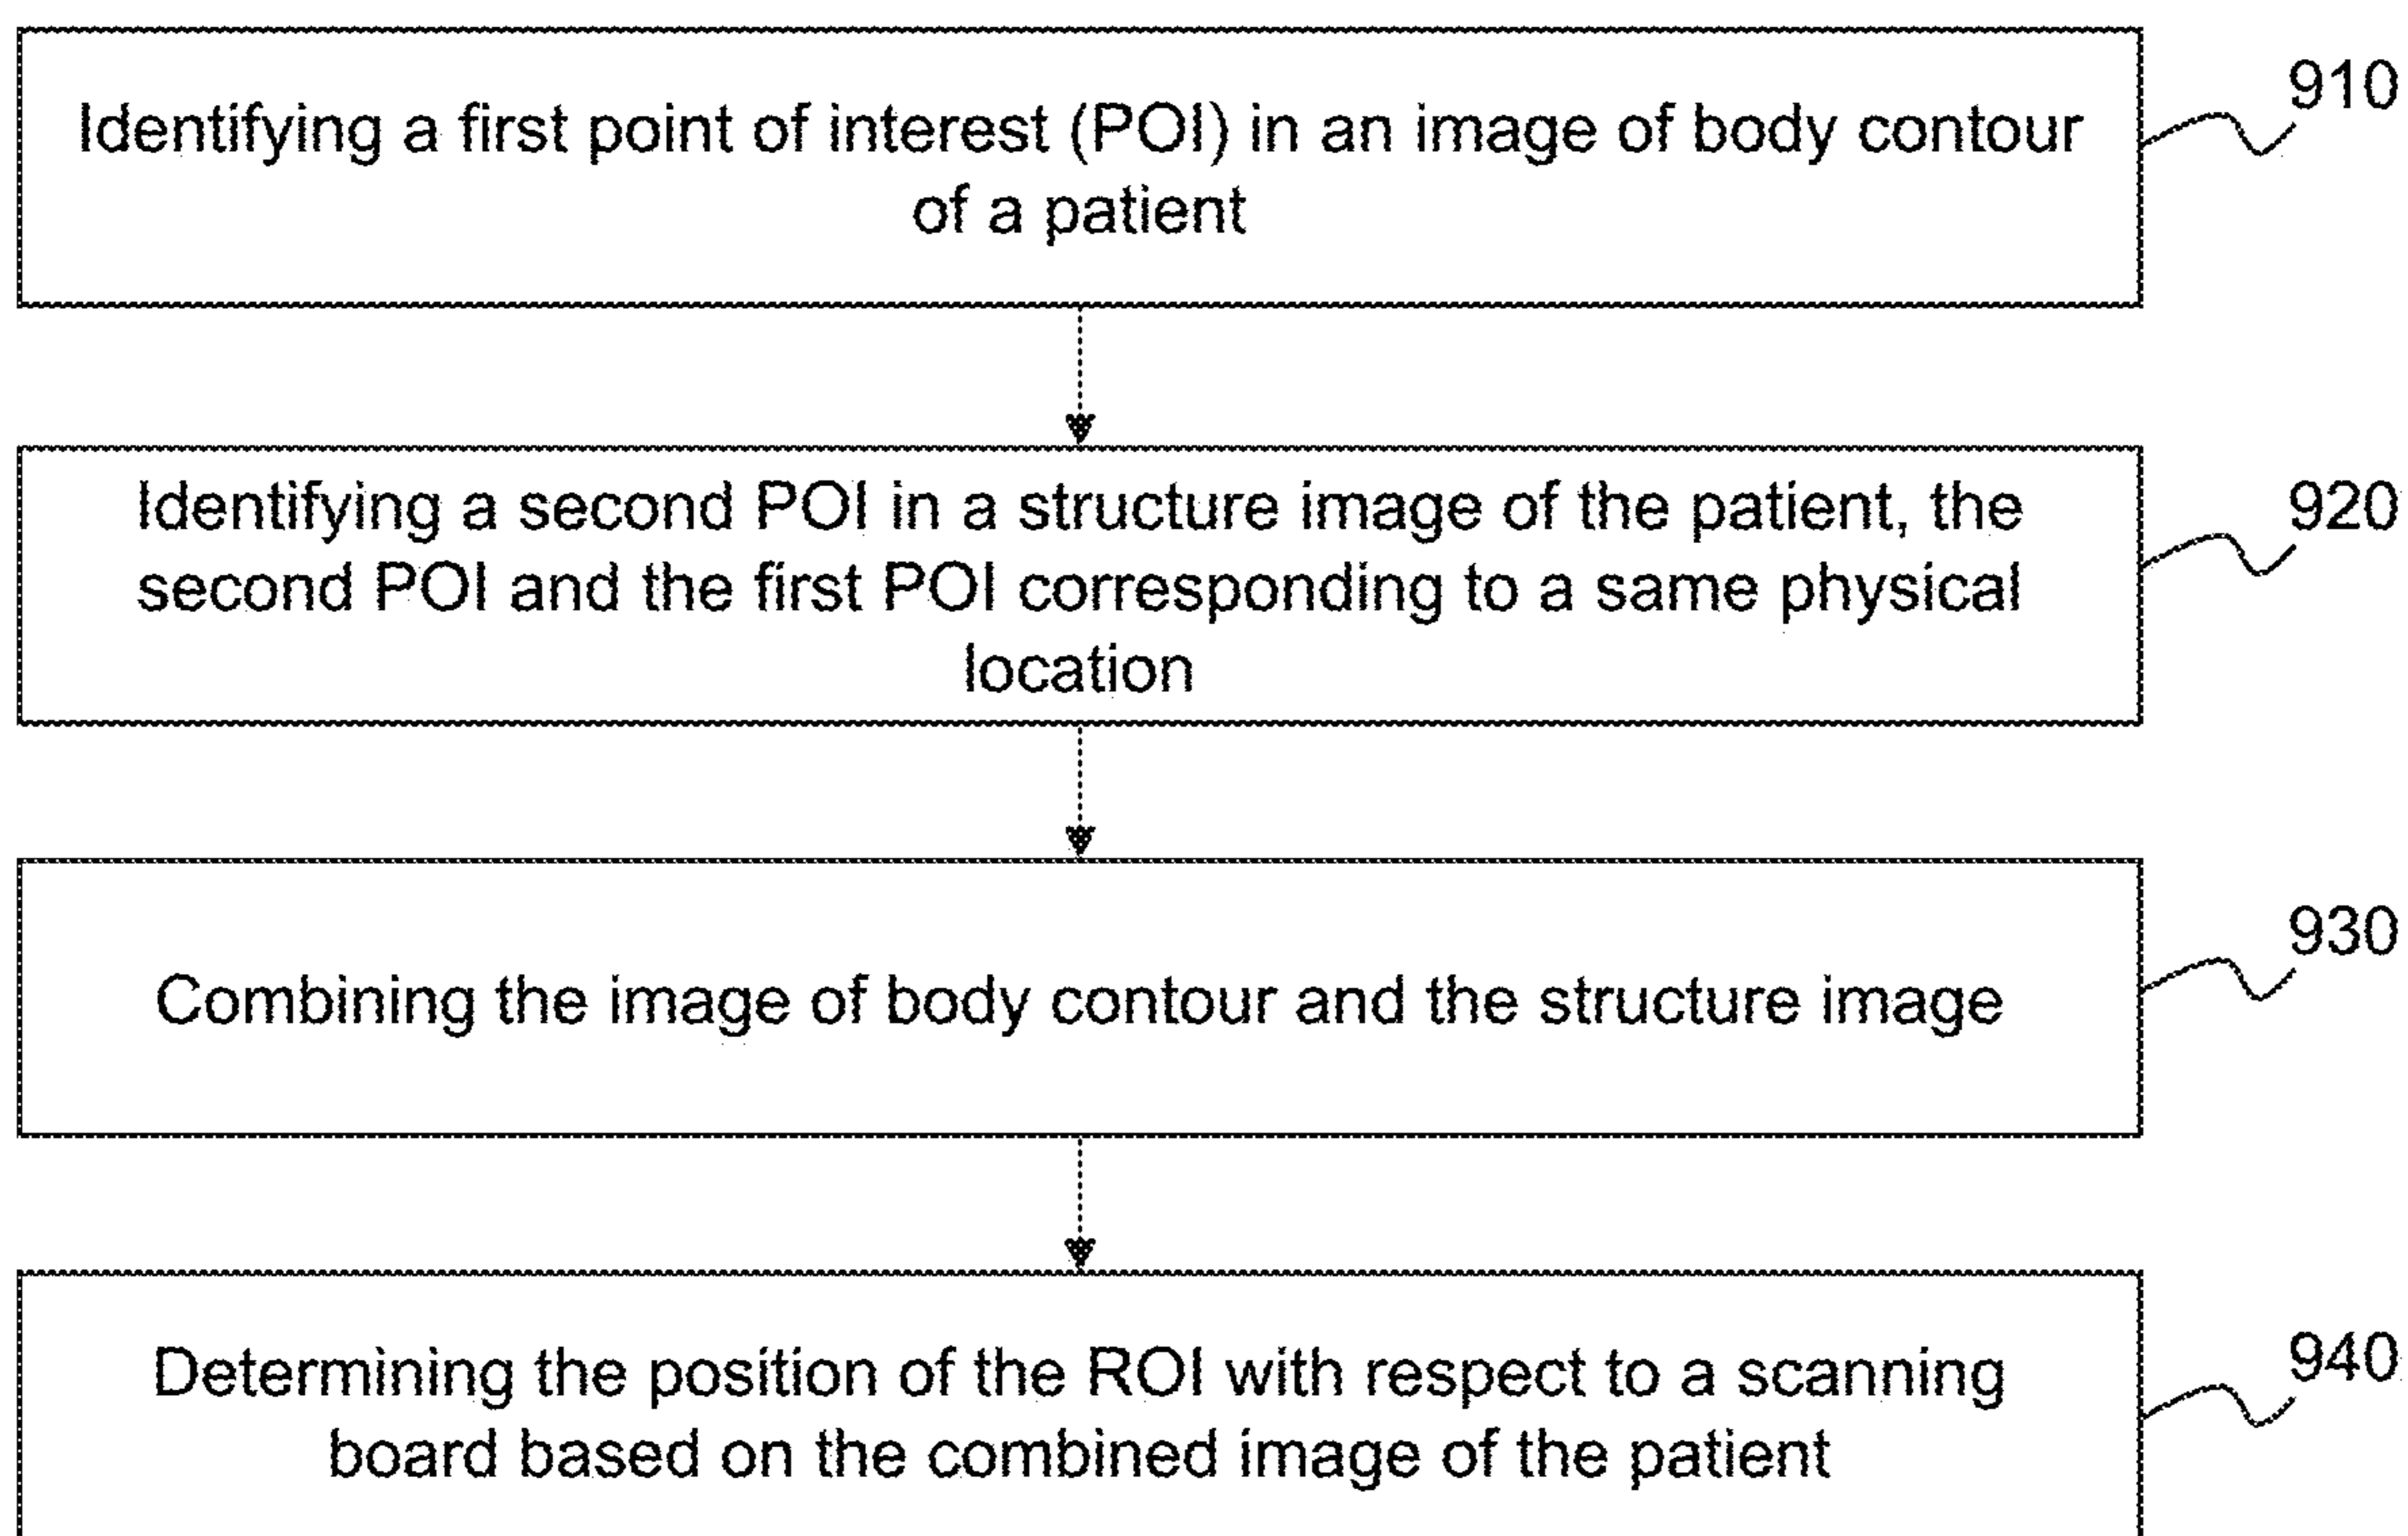 Identifying a first point of interest (POI) in an image of body contour
of a patient
910
Identifying a second POI in a structure image of the patient, the
second POI and the first POI corresponding to a same physical
location
920
Combining the image of body contour and the structure image
930
Determining the position of the ROI with respect to a scanning
board based on the combined image of the patient
940